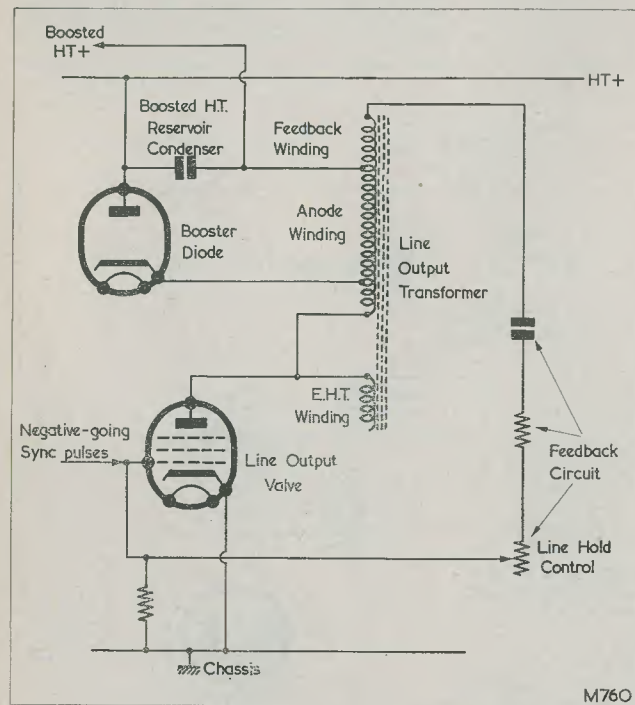 Boosted
HT+
HT+
Boosted H.T.
Reservoir
Condenser
Feedback
Winding
Anode
Winding
Booster
Diode
Line
Output
Transformer
E.H.T.
Winding
Negative-going
Sync pulses
Line Output
Valve
Feedback
Circuit
Line Hold
Control
Chassis
M760